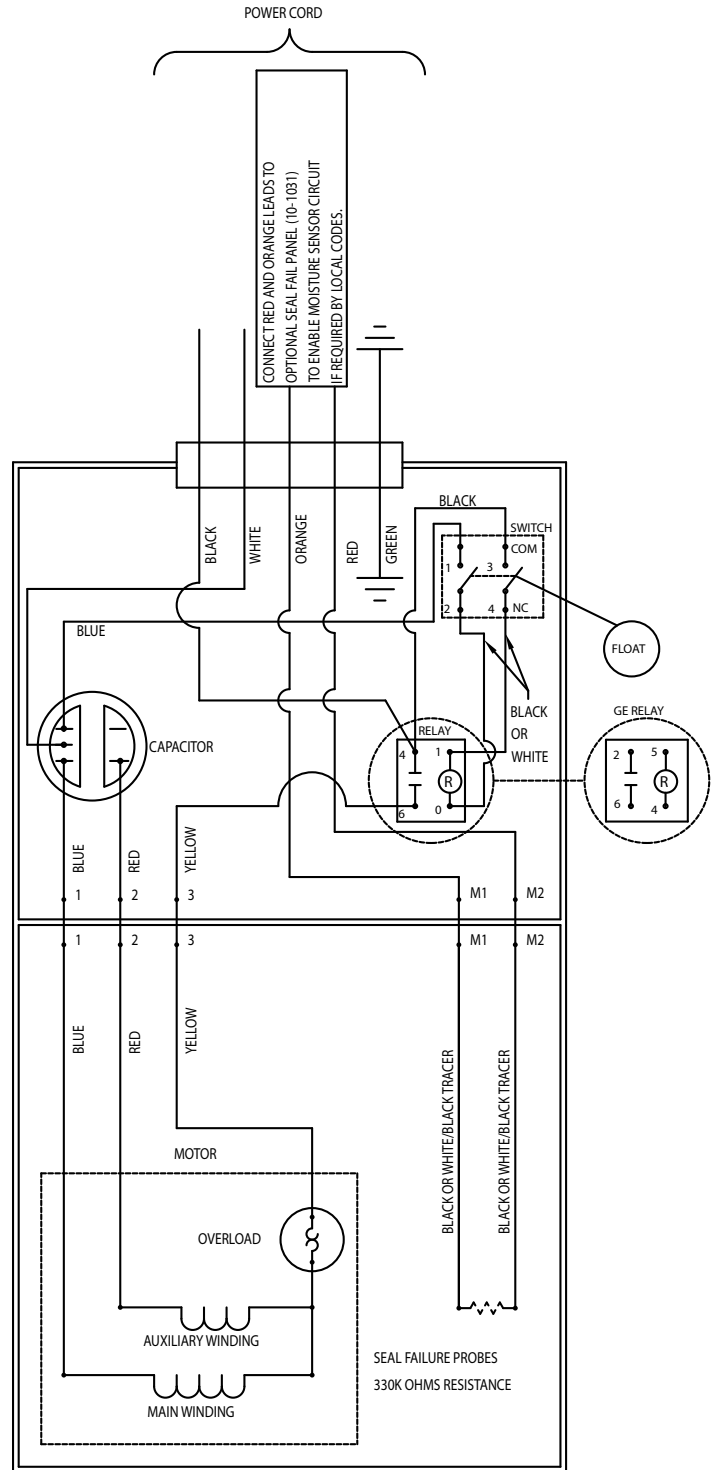 POWER CORD
CONNECT RED AND ORANGE LEADS TO
OPTIONAL SEAL FAIL PANEL (10-1031)
TO ENABLE MOISTURE SENSOR CIRCUIT
IF REQUIRED BY LOCAL CODES.
BLACK
WHITE
ORANGE
RED
GREEN
BLACK
SWITCH
COM
1
3
2
4
NC
FLOAT
BLUE
BLACK
OR
WHITE
CAPACITOR
RELAY
4
1
R
6
0
GE RELAY
2
5
R
6
4
BLUE
RED
YELLOW
1
2
3
M1
M2
1
2
3
M1
M2
BLUE
RED
YELLOW
BLACK OR WHITE/BLACK TRACER
BLACK OR WHITE/BLACK TRACER
MOTOR
OVERLOAD
AUXILIARY WINDING
MAIN WINDING
SEAL FAILURE PROBES
330K OHMS RESISTANCE